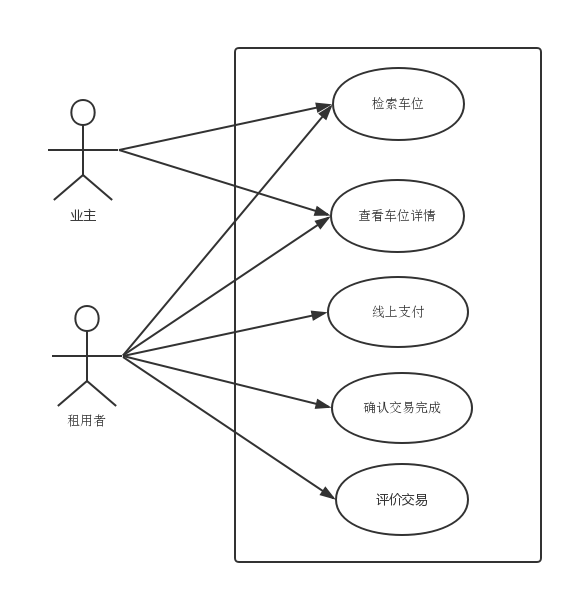 检索车位
业主
查看车位详情
线上支付
租用者
确认交易完成
评价交易